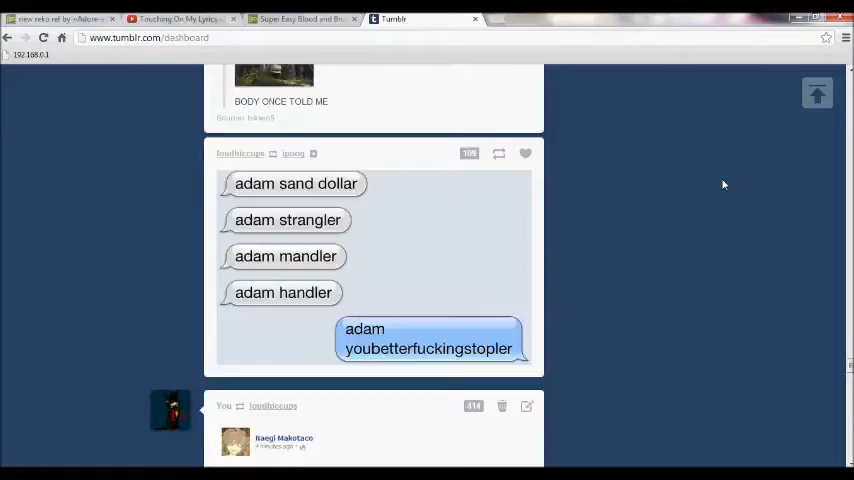 new xeko ref by =Adore-
Touching On My Lyrics -
Super Easy Blood and Bru
Tumblr
www.tumblr.com/dashboard
192.168.0.1
BODY ONCE TOLD ME
Source:
loudhiccups ipoog 109
adam sand dollar
adam strangler
adam mandler
adam handler
adam
youbetterfuckingstopler
You loudhiccups 414
Naegi Makotaco
4 minutes ago